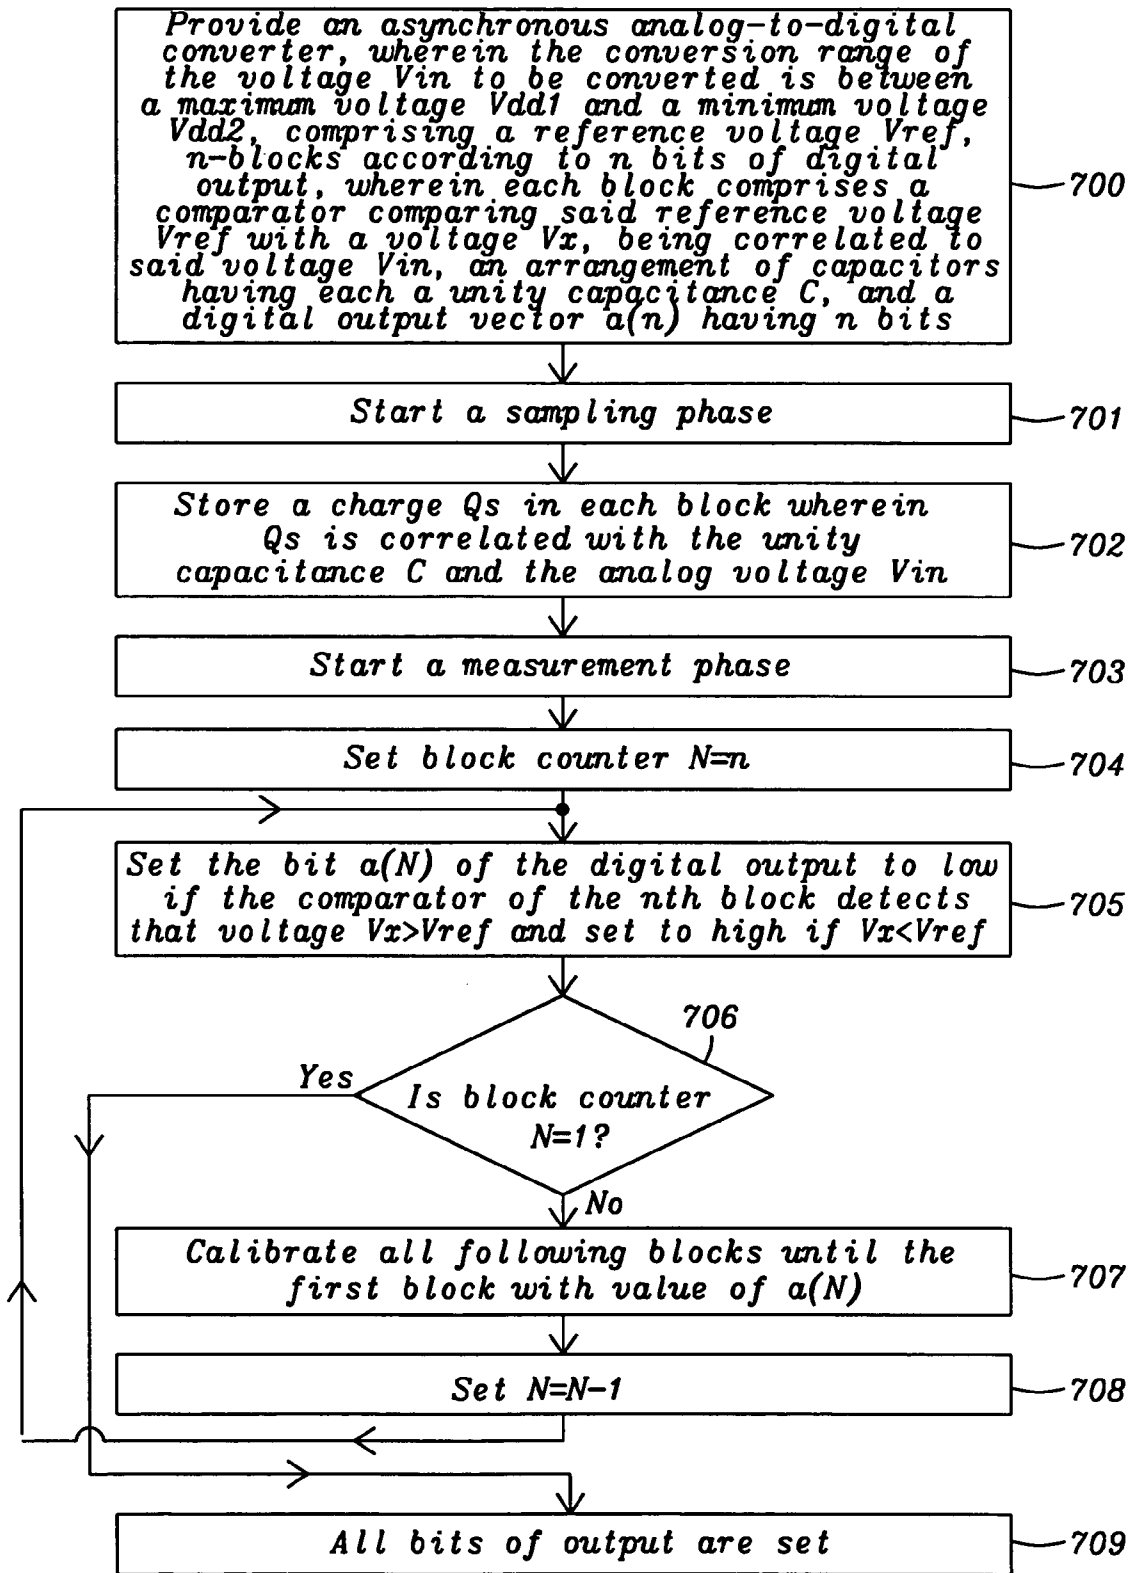 Provide an asynchronous analog-to-digital
converter, wherein the conversion range of
the voltage Vin to be converted is between
a maximum voltage Vdd1 and a minimum voltage
Vdd2, comprising a reference voltage Vref,
n-blocks according to n bits of digital
output, wherein each block comprises a
comparator comparing said reference voltage
Vref with a voltage Vx, being correlated to
said voltage Vin, an arrangement of capacitors
having each a unity capacitance C, and a
digital output vector a(n) having n bits
700
Start a sampling phase
701
Store a charge Qs in each block wherein
Qs is correlated with the unity
capacitance C and the analog voltage Vin
702
Start a measurement phase
703
Set block counter N=n
704
Set the bit a(N) of the digital output to low
if the comparator of the nth block detects
that voltage Vx>Vref and set to high if Vx<Vref
705
706
Yes
Is block counter
N=1?
No
Calibrate all following blocks until the
first block with value of a(N)
707
Set N=N-1
708
All bits of output are set
709